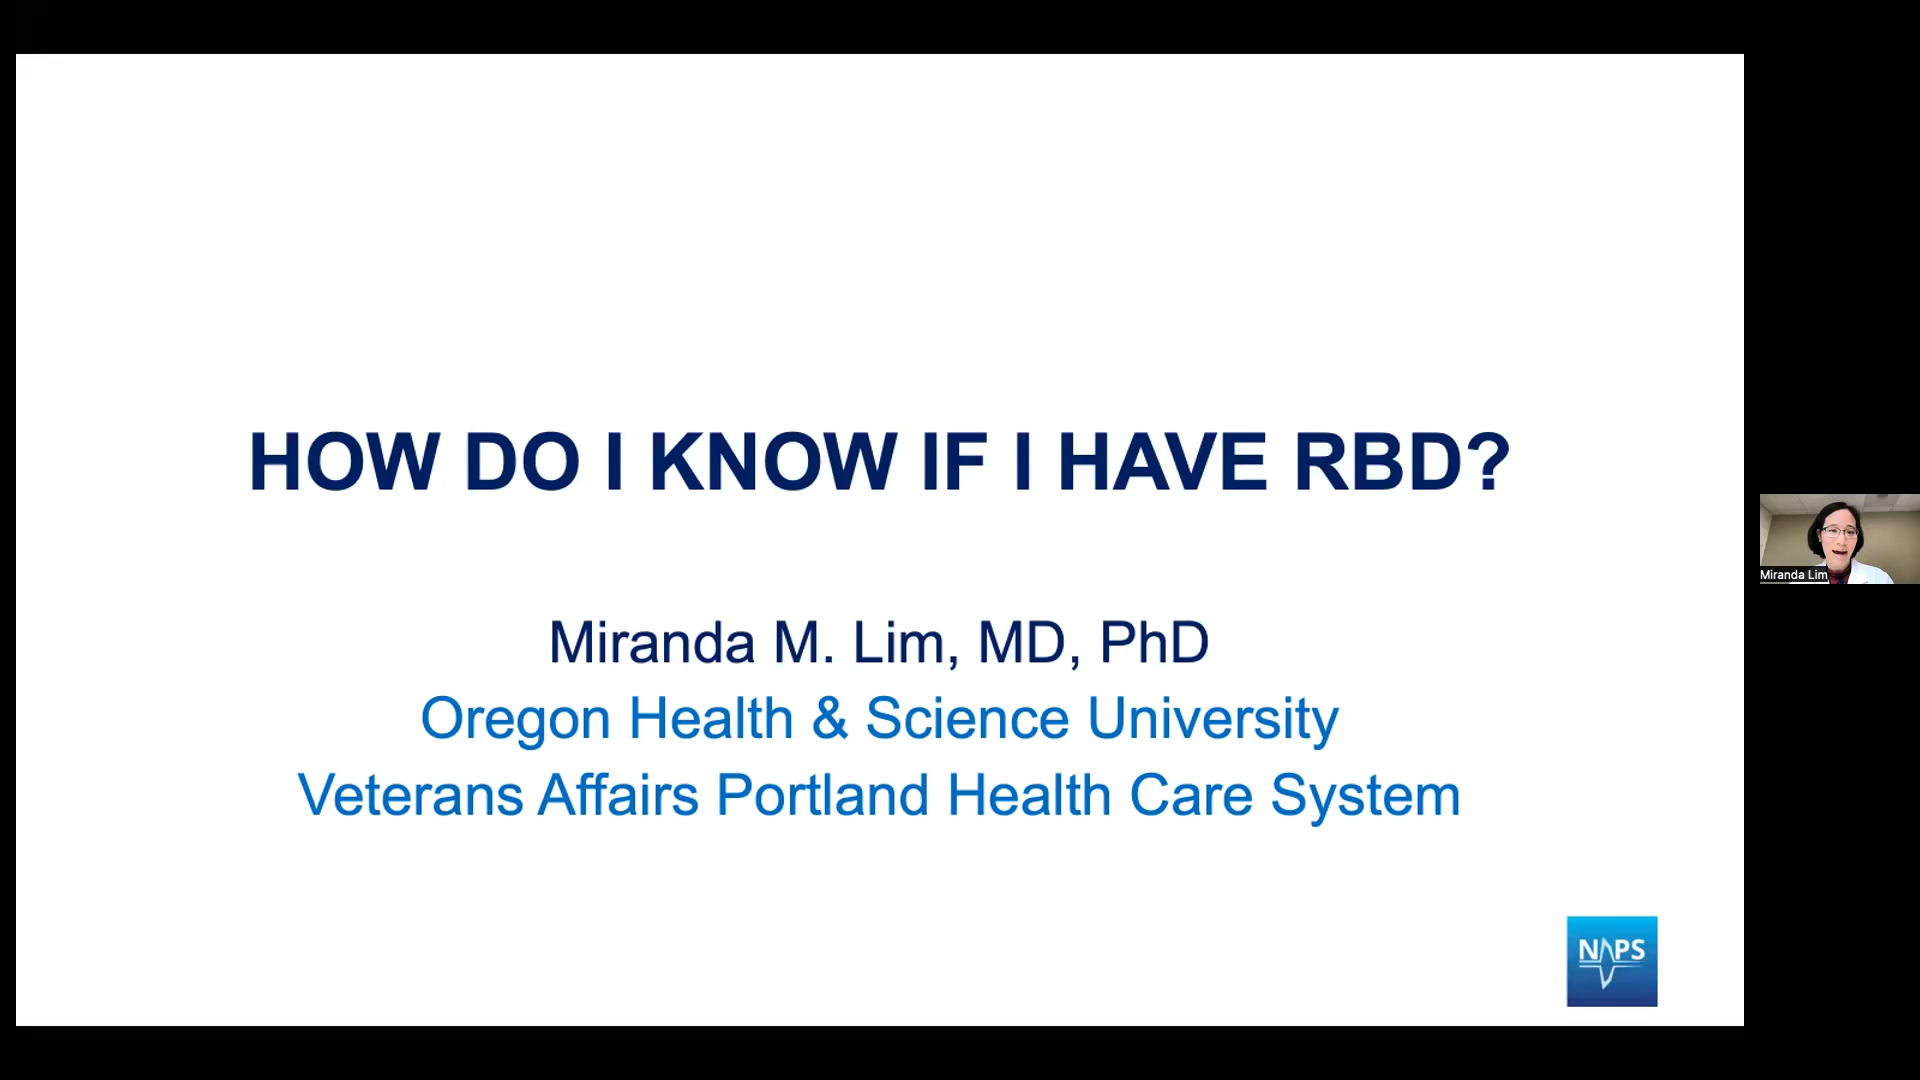 HOW DO I KNOW IF I HAVE RBD?
Miranda M. Lim, MD, PhD
Oregon Health & Science University
Veterans Affairs Portland Health Care System
NAPS
Miranda Lim